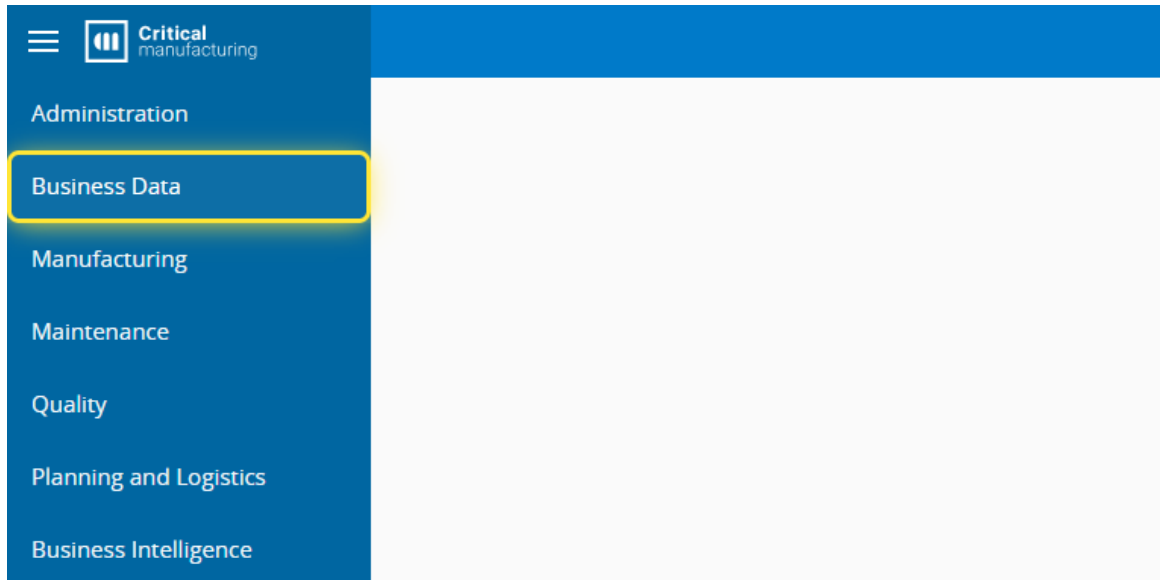 Critical
manufacturing
Administration
Business Data
Manufacturing
Maintenance
Quality
Planning and Logistics
Business Intelligence